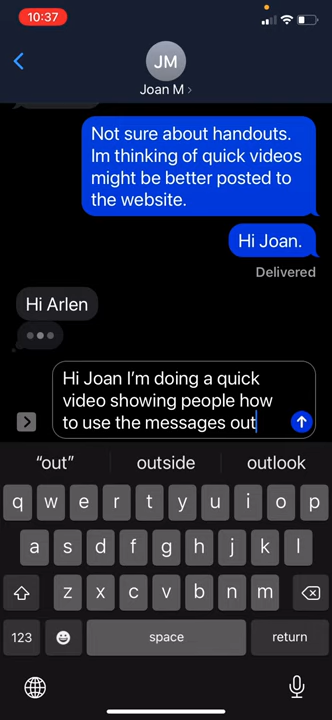 10:37
JM
Joan M >
Not sure about handouts.
Im thinking of quick videos
might be better posted to
the website.
Hi Joan.
Delivered
Hi Arlen
Hi Joan I'm doing a quick
video showing people how
to use the messages out
“out” outside outlook
q w e r t y u i o p
a s d f g h j k l
z x c v b n m
123 space return